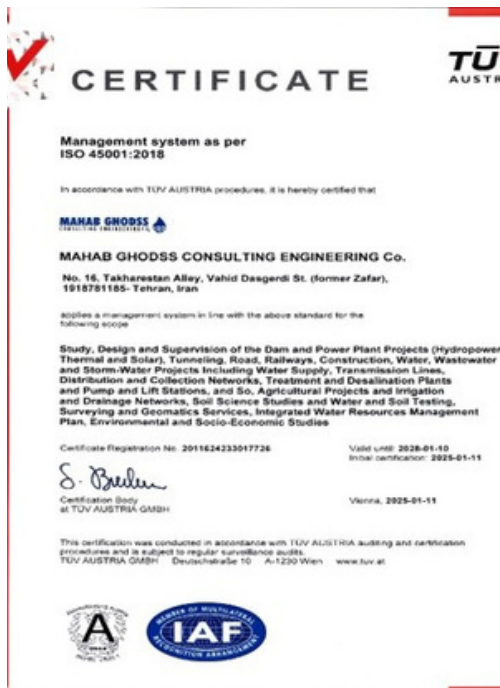 TÜ
AUSTR
CERTIFICATE
Management system as per
ISO 45001:2018
In accordance with TÜV AUSTRIA procedures, it is hereby certified that
MAHAB GHODSS
CONSULTING ENGINEERING Co.
MAHAB GHODSS CONSULTING ENGINEERING Co.
No. 16, Takharestan Alley, Vahid Dasgerdi St. (former Zafar),
1918781185- Tehran, Iran
applies a management system in line with the above standard for the
following scope
Study, Design and Supervision of the Dam and Power Plant Projects (Hydropower
Thermal and Solar), Tunneling, Road, Railways, Construction, Water, Wastewater
and Storm-Water Projects Including Water Supply, Transmission Lines,
Distribution and Collection Networks, Treatment and Desalination Plants
and Pump and Lift Stations, and So, Agricultural Projects and Irrigation
and Drainage Networks, Soil Science Studies and Water and Soil Testing,
Surveying and Geomatics Services, Integrated Water Resources Management
Plan, Environmental and Socio-Economic Studies
Certificate Registration No. 2011624233017726
Valid until: 2028-01-10
Initial certification: 2025-01-11
Certification Body
at TÜV AUSTRIA GMBH
Vienna, 2025-01-11
This certification was conducted in accordance with TÜV AUSTRIA auditing and certification
procedures and is subject to regular surveillance audits.
TÜV AUSTRIA GMBH Deutschstraße 10 A-1230 Wien www.tuv.at
A
MEMBER OF MULTILATERAL
IAF
RECOGNITION ARRANGEMENT